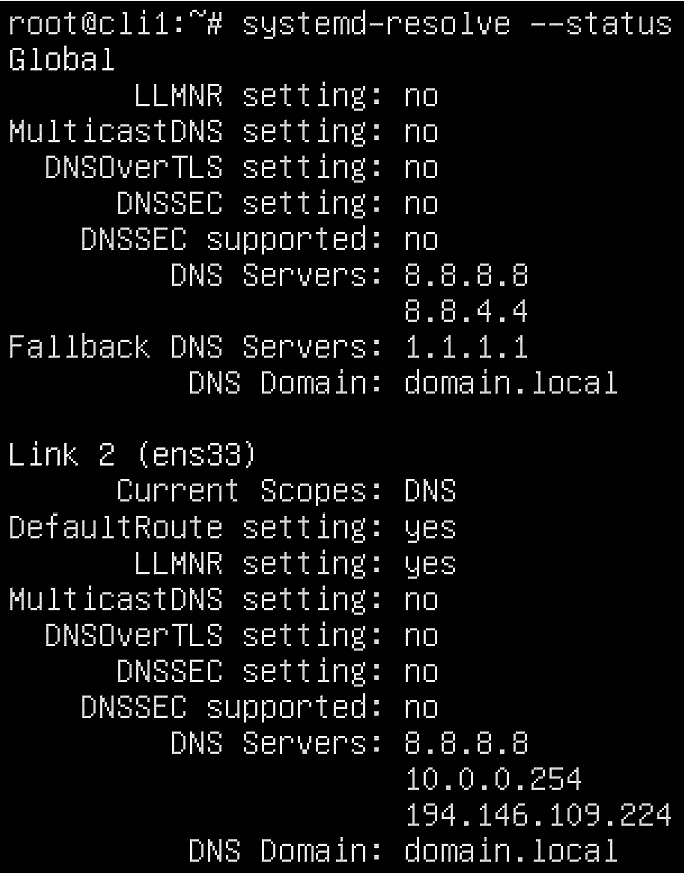 root@cli1:~# systemd-resolve --status
Global
LLMNR setting: no
MulticastDNS setting: no
DNSOverTLS setting: no
DNSSEC setting: no
DNSSEC supported: no
DNS Servers: 8.8.8.8
8.8.4.4
Fallback DNS Servers: 1.1.1.1
DNS Domain: domain.local
Link 2 (ens33)
Current Scopes: DNS
DefaultRoute setting: yes
LLMNR setting: yes
MulticastDNS setting: no
DNSOverTLS setting: no
DNSSEC setting: no
DNSSEC supported: no
DNS Servers: 8.8.8.8
10.0.0.254
194.146.109.224
DNS Domain: domain.local